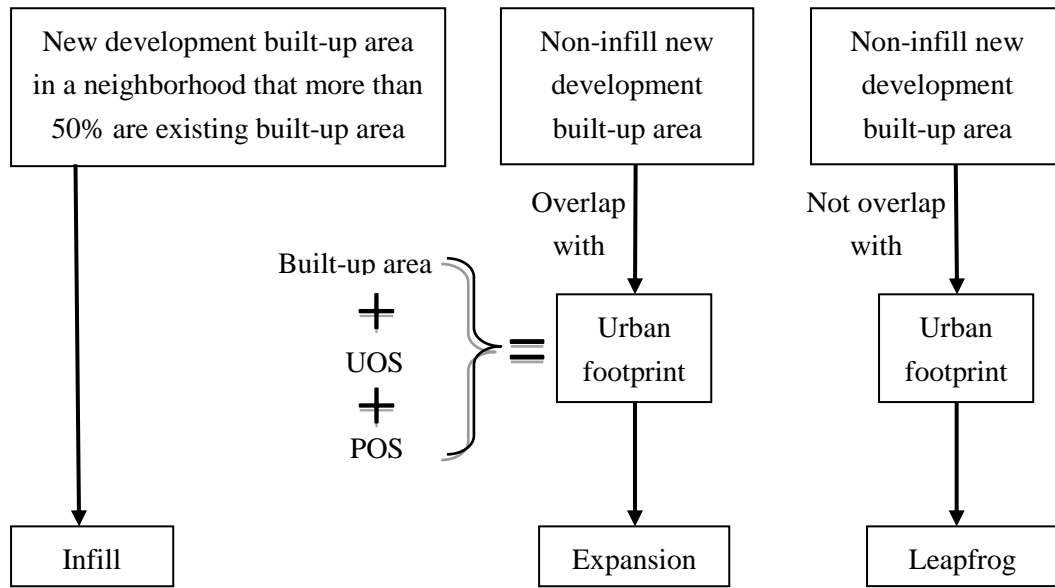 New development built-up area
in a neighborhood that more than
50% are existing built-up area
Non-infill new
development
built-up area
Non-infill new
development
built-up area
Overlap
with
Not overlap
with
Built-up area
+
UOS
+
POS
=
Urban
footprint
Urban
footprint
Infill
Expansion
Leapfrog